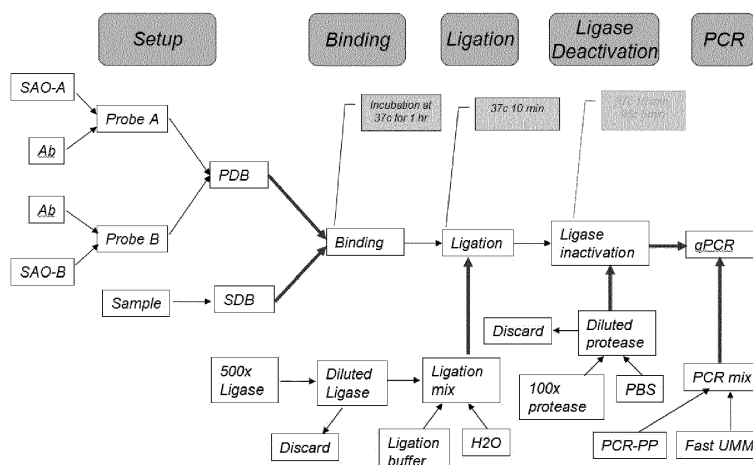 Setup
Binding
Ligation
Ligase
Deactivation
PCR
SAO-A
Incubation at
37c for 1 hr
37c 10 min
Probe A
Ab
PDB
Ab
Probe B
Binding
Ligation
Ligase
inactivation
qPCR
SAO-B
Sample
SDB
Discard
Diluted
protease
500x
Ligase
Diluted
Ligase
Ligation
mix
100x
protease
PBS
PCR mix
Discard
Ligation
buffer
H2O
PCR-PP
Fast UMM